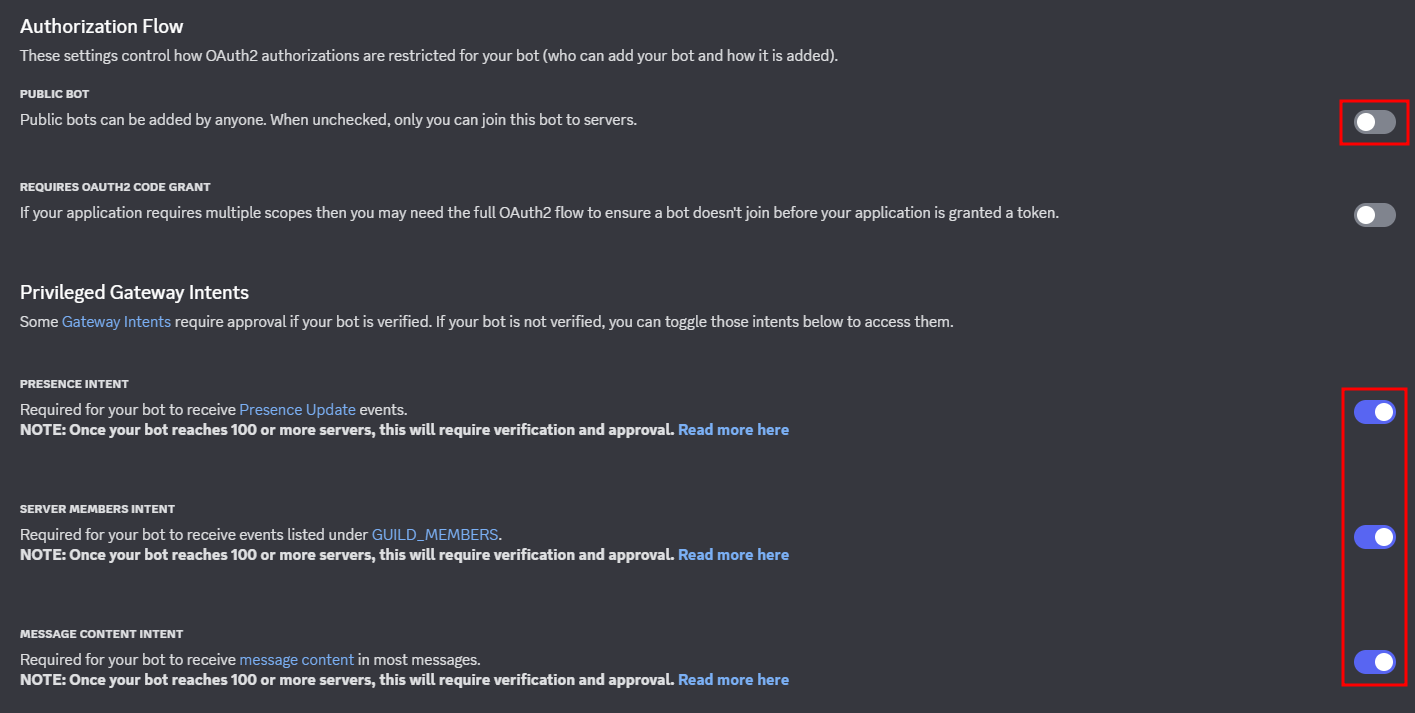 Authorization Flow
These settings control how OAuth2 authorizations are restricted for your bot (who can add your bot and how it is added).
PUBLIC BOT
Public bots can be added by anyone. When unchecked, only you can join this bot to servers.
REQUIRES OAUTH2 CODE GRANT
If your application requires multiple scopes then you may need the full OAuth2 flow to ensure a bot doesn't join before your application is granted a token.
Privileged Gateway Intents
Some Gateway Intents require approval if your bot is verified. If your bot is not verified, you can toggle those intents below to access them.
PRESENCE INTENT
Required for your bot to receive Presence Update events.
NOTE: Once your bot reaches 100 or more servers, this will require verification and approval. Read more here
SERVER MEMBERS INTENT
Required for your bot to receive events listed under GUILD_MEMBERS.
NOTE: Once your bot reaches 100 or more servers, this will require verification and approval. Read more here
MESSAGE CONTENT INTENT
Required for your bot to receive message content in most messages.
NOTE: Once your bot reaches 100 or more servers, this will require verification and approval. Read more here